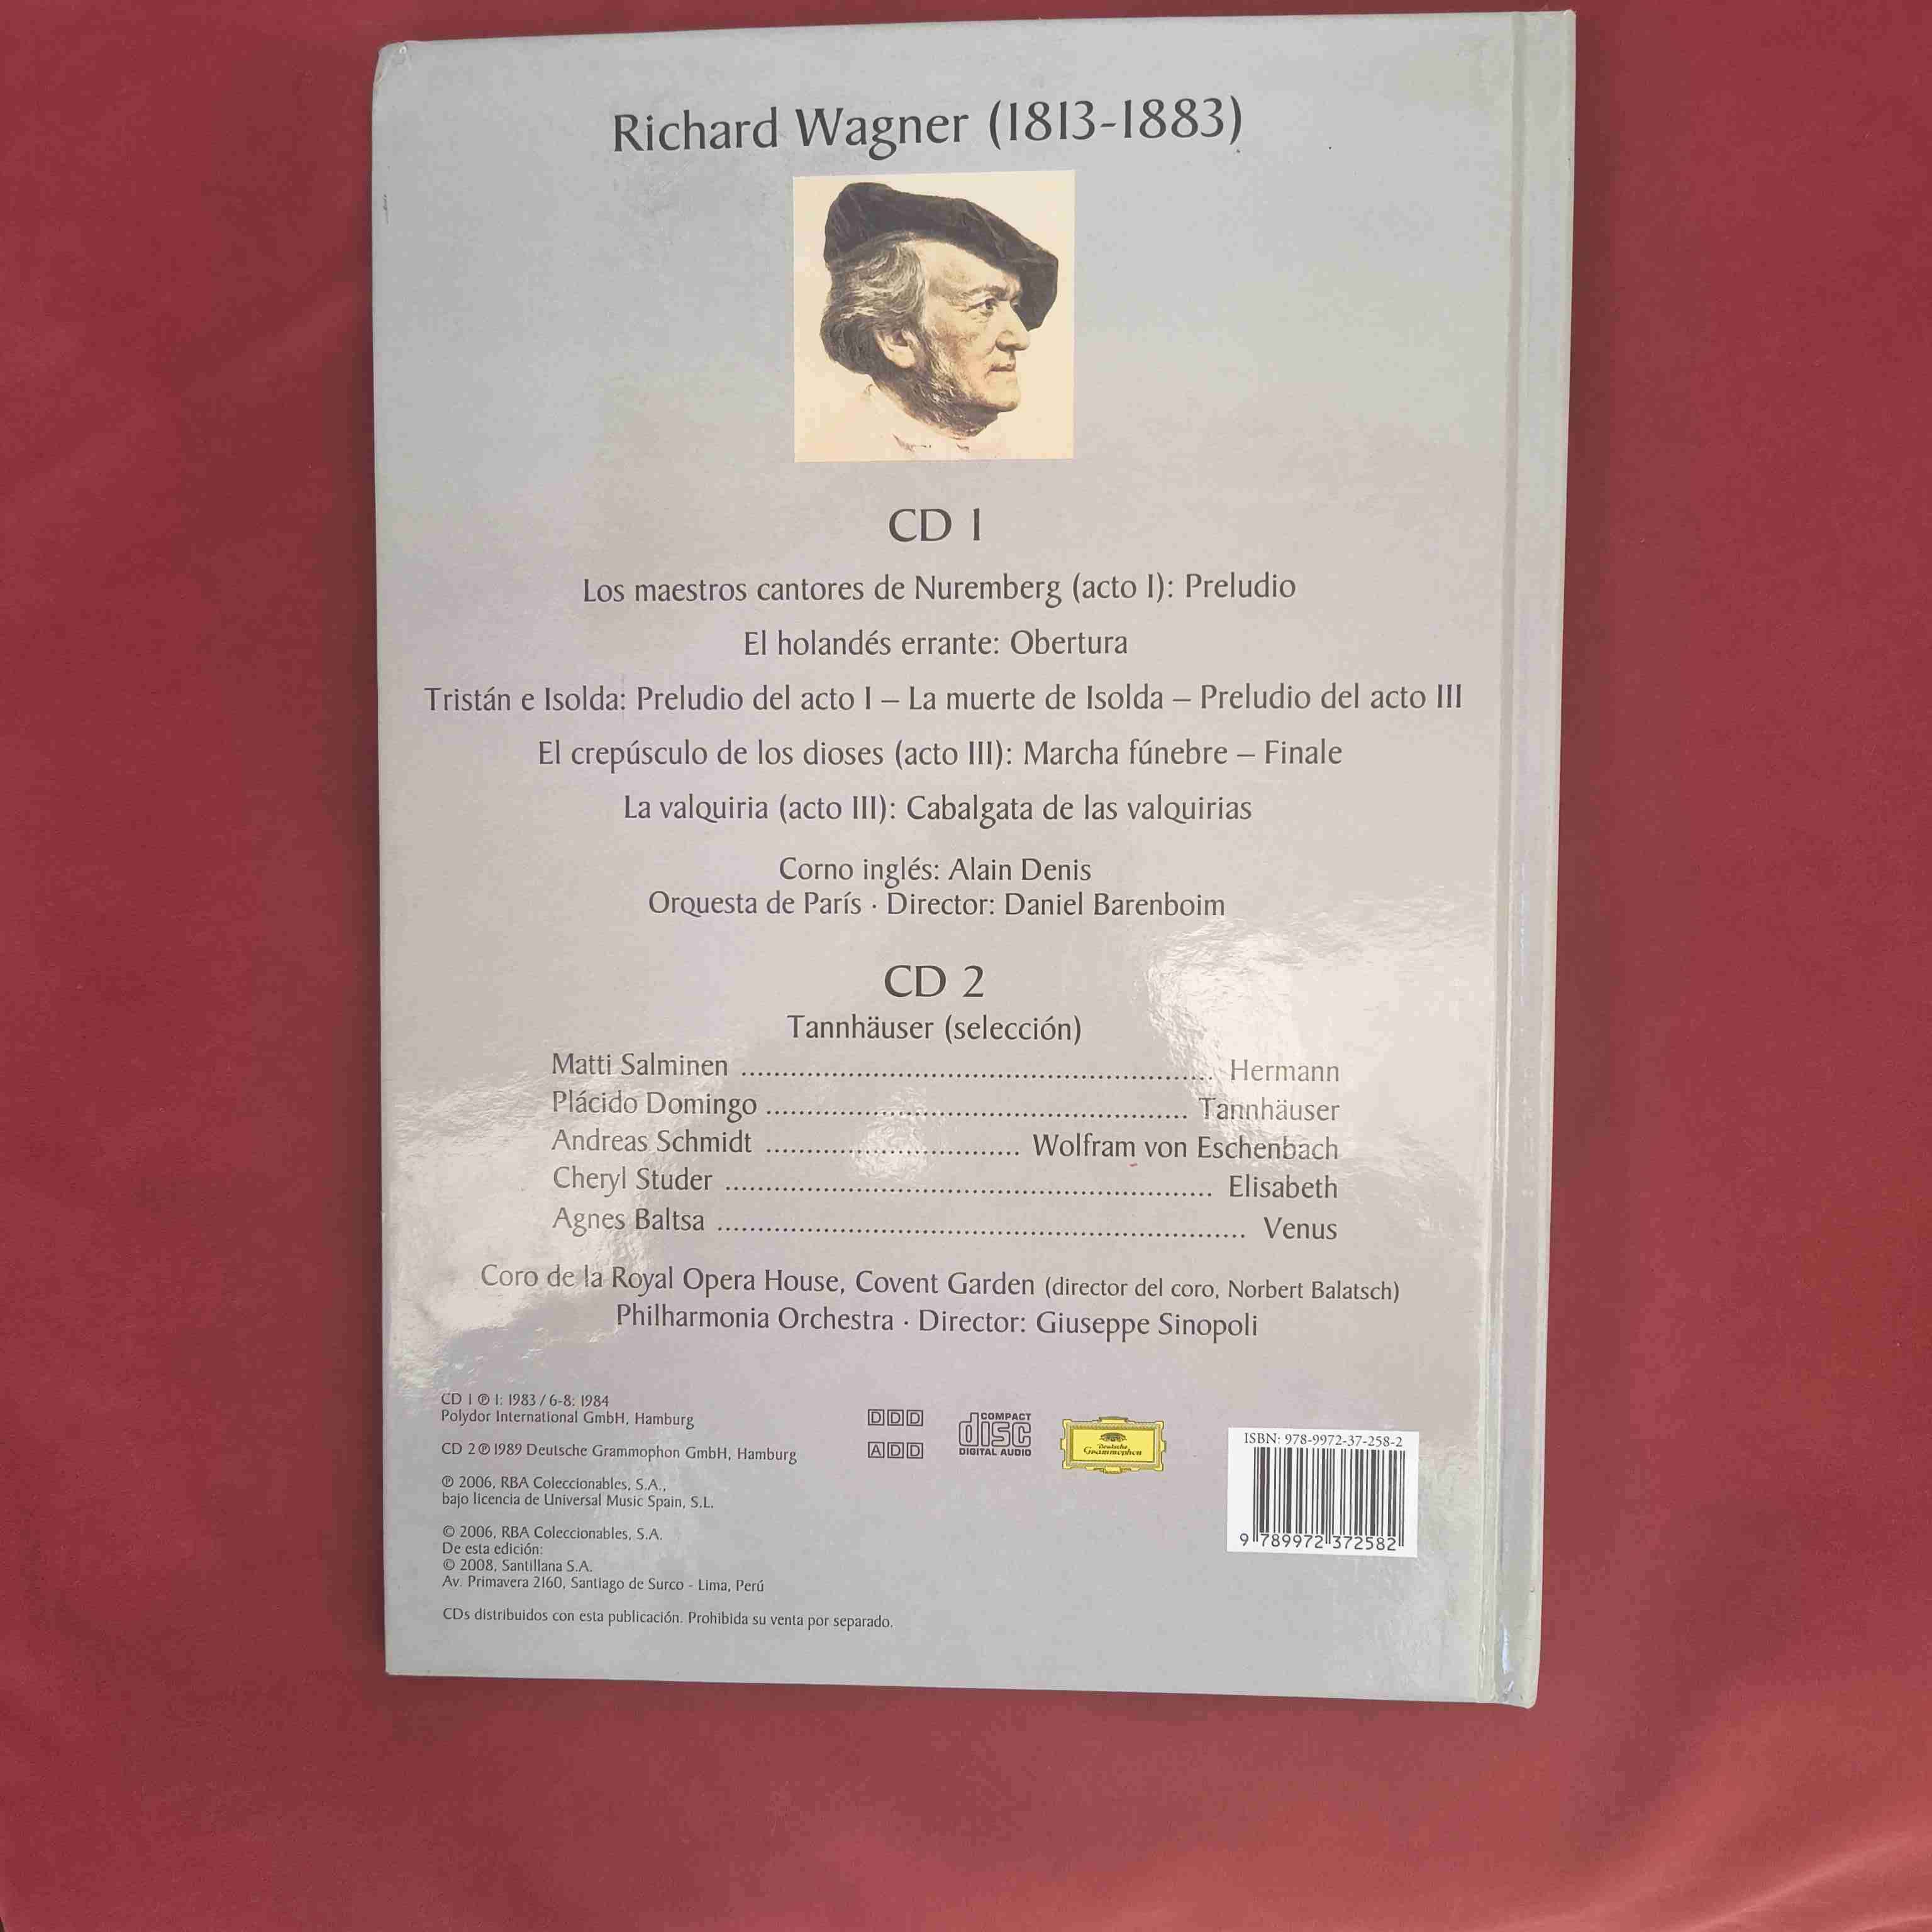 Richard Wagner (1813-1883)
CD 1
Los maestros cantores de Nuremberg (acto I): Preludio
El holandés errante: Obertura
Tristán e Isolda: Preludio del acto I – La muerte de Isolda – Preludio del acto III
El crepúsculo de los dioses (acto III): Marcha fúnebre – Finale
La valquiria (acto III): Cabalgata de las valquirias
Corno inglés: Alain Denis
Orquesta de París · Director: Daniel Barenboim
CD 2
Tannhäuser (selección)
Matti Salminen ........................................................ Hermann
Plácido Domingo .................................................. Tannhäuser
Andreas Schmidt .............................. Wolfram von Eschenbach
Cheryl Studer .......................................................... Elisabeth
Agnes Baltsa ............................................................... Venus
Coro de la Royal Opera House, Covent Garden (director del coro, Norbert Balatsch)
Philharmonia Orchestra · Director: Giuseppe Sinopoli
CD 1 ℗ 1: 1983 / 6-8: 1984
Polydor International GmbH, Hamburg
CD 2 ℗ 1989 Deutsche Grammophon GmbH, Hamburg
℗ 2006, RBA Coleccionables, S.A.,
bajo licencia de Universal Music Spain, S.L.
© 2006, RBA Coleccionables, S.A.
De esta edición:
© 2008, Santillana S.A.
Av. Primavera 2160, Santiago de Surco - Lima, Perú
CDs distribuidos con esta publicación. Prohibida su venta por separado.
DDD
ADD
COMPACT
disc
DIGITAL AUDIO
Deutsche
Grammophon
ISBN: 978-9972-37-258-2
9 789972 372582